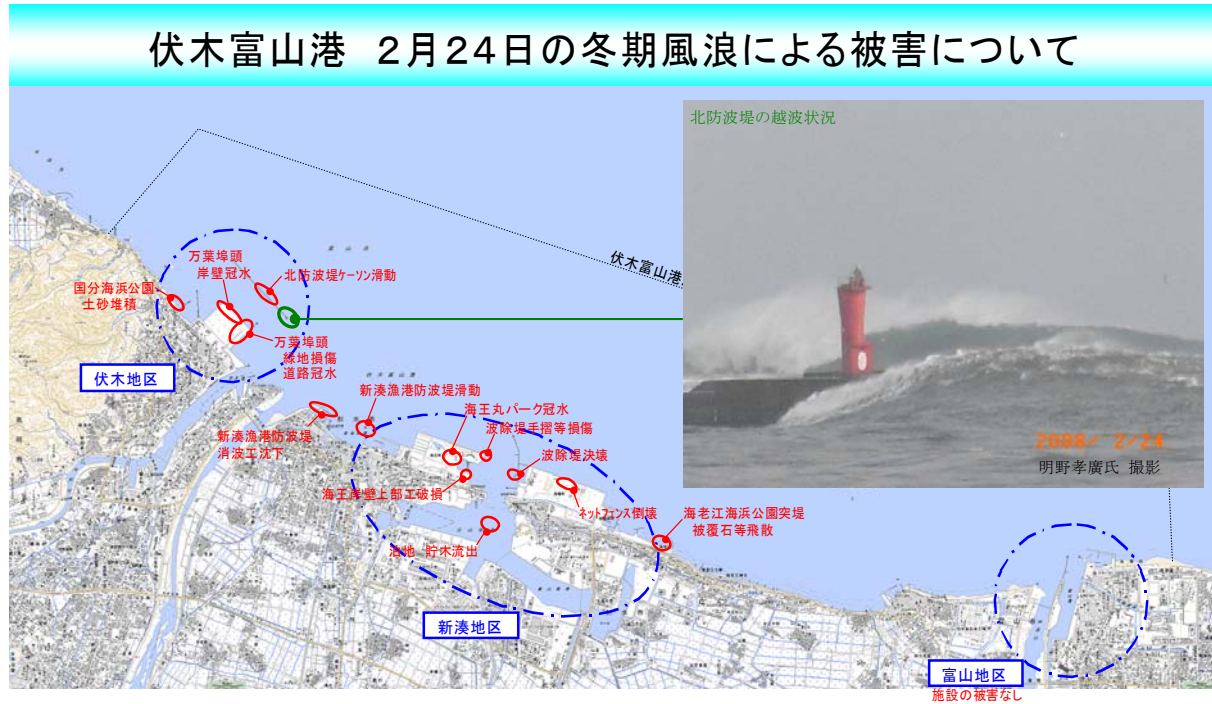 伏木富山港　２月２４日の冬期風浪による被害について
北防波堤の越波状況
伏木富山港
万葉埠頭
岸壁冠水
北防波堤ケーソン滑動
国分海浜公園
土砂堆積
万葉埠頭
緑地損傷
道路冠水
伏木地区
新湊漁港防波堤滑動
海王丸パーク冠水
波除堤手摺等損傷
新湊漁港防波堤
消波工沈下
波除堤決壊
海王岸壁上部工破損
ネットフェンス倒壊
海老江海浜公園突堤
被覆石等飛散
泊地　貯木流出
新湊地区
富山地区
施設の被害なし
2008/ 2/24
明野孝廣氏 撮影